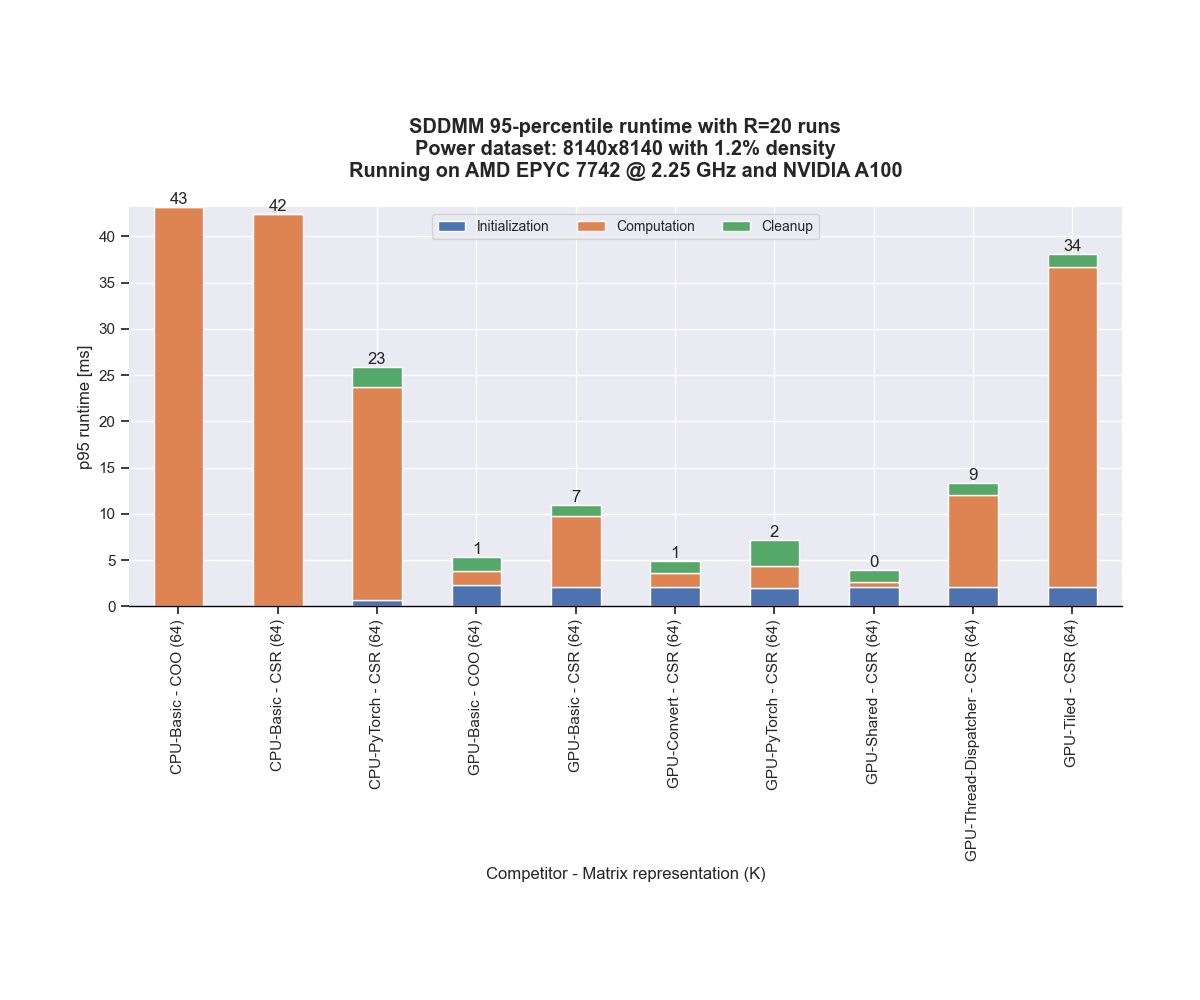 SDDMM 95-percentile runtime with R=20 runs
Power dataset: 8140x8140 with 1.2% density
Running on AMD EPYC 7742 @ 2.25 GHz and NVIDIA A100
Initialization
Computation
Cleanup
43
42
23
1
7
1
2
0
9
34
p95 runtime [ms]
40
35
30
25
20
15
10
5
0
CPU-Basic - COO (64)
CPU-Basic - CSR (64)
CPU-PyTorch - CSR (64)
GPU-Basic - COO (64)
GPU-Basic - CSR (64)
GPU-Convert - CSR (64)
GPU-PyTorch - CSR (64)
GPU-Shared - CSR (64)
GPU-Thread-Dispatcher - CSR (64)
GPU-Tiled - CSR (64)
Competitor - Matrix representation (K)